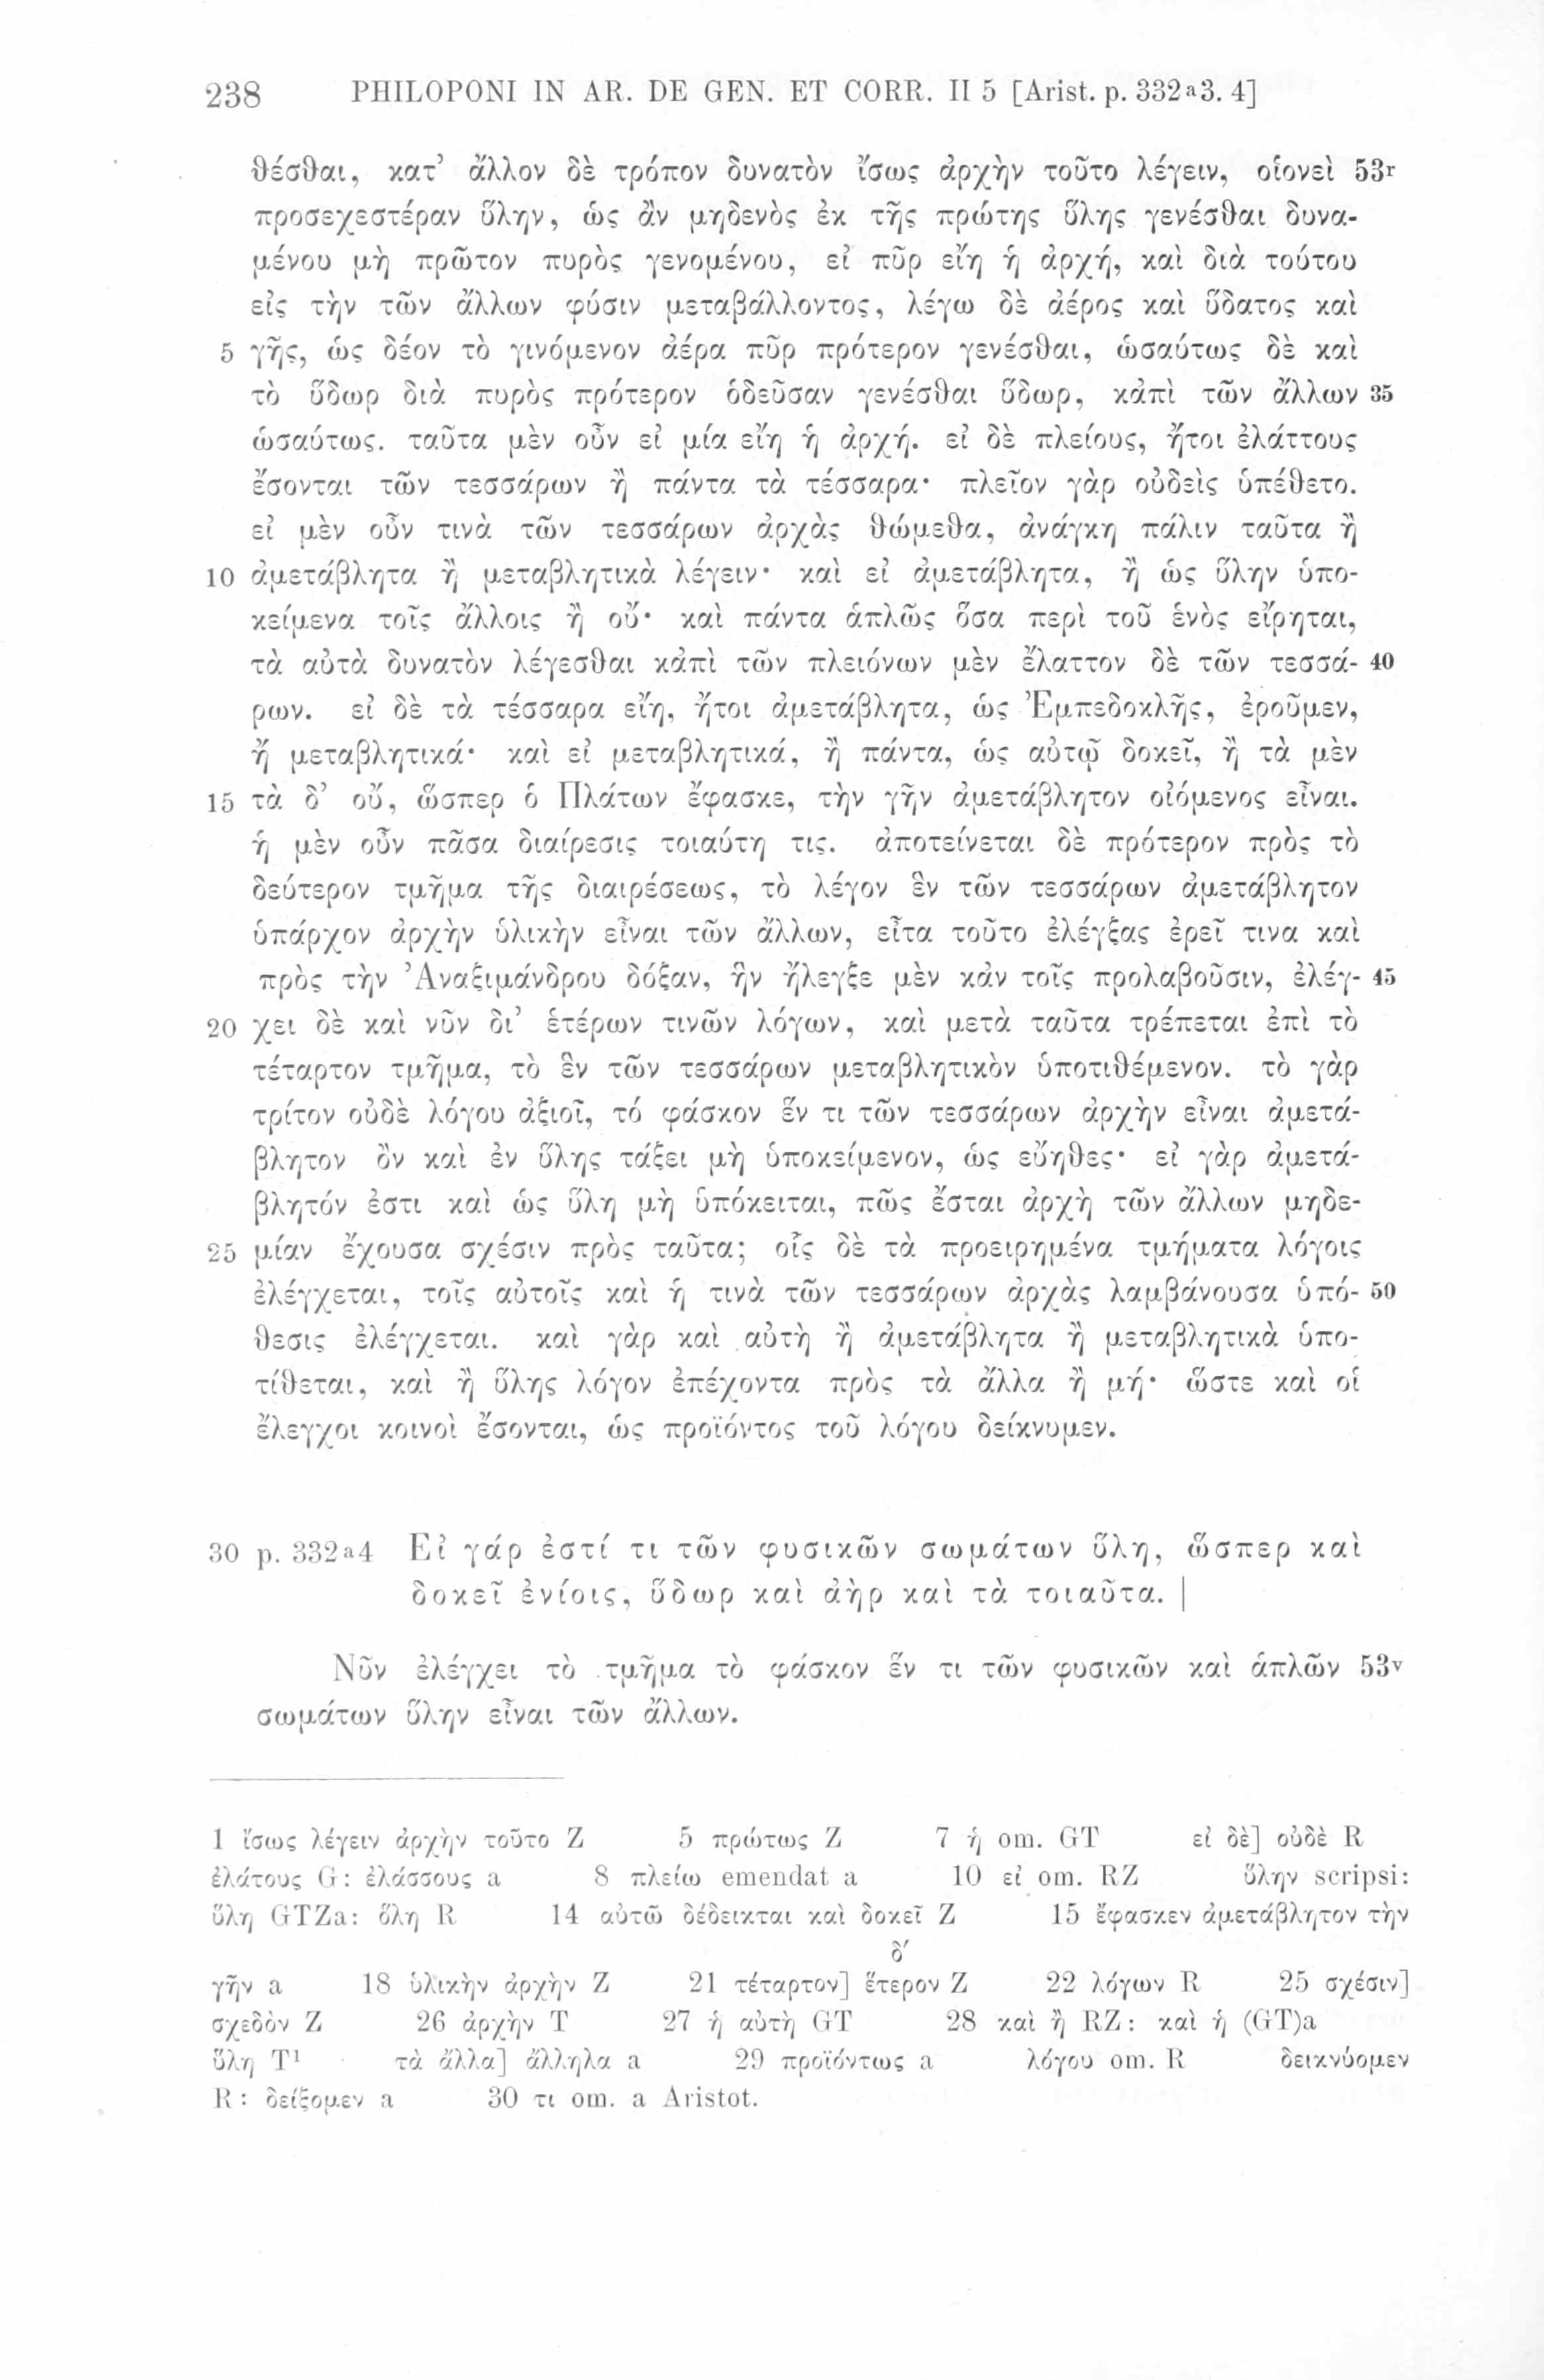 238 PHILOPONI IN AR. DE GEN. ET CORR. II 5 [Arist. p. 332a3. 4]
θέσθαι, κατ’ ἄλλον δὲ τρόπον δυνατὸν ἴσως ἀρχὴν τοῦτο λέγειν, οἱονεὶ 53r
προσεχεστέραν ὕλην, ὡς ἂν μηδενὸς ἐκ τῆς πρώτης ὕλης γενέσθαι δυνα-
μένου μὴ πρῶτον πυρὸς γενομένου, εἰ πῦρ εἴη ἡ ἀρχή, καὶ διὰ τούτου
εἰς τὴν τῶν ἄλλων φύσιν μεταβάλλοντος, λέγω δὲ ἀέρος καὶ ὕδατος καὶ
5 γῆς, ὡς δέον τὸ γινόμενον ἀέρα πῦρ πρότερον γενέσθαι, ὡσαύτως δὲ καὶ
τὸ ὕδωρ διὰ πυρὸς πρότερον ὁδεῦσαν γενέσθαι ὕδωρ, κἀπὶ τῶν ἄλλων 35
ὡσαύτως. ταῦτα μὲν οὖν εἰ μία εἴη ἡ ἀρχή. εἰ δὲ πλείους, ἤτοι ἐλάττους
ἔσονται τῶν τεσσάρων ἢ πάντα τὰ τέσσαρα· πλεῖον γὰρ οὐδεὶς ὑπέθετο.
εἰ μὲν οὖν τινὰ τῶν τεσσάρων ἀρχὰς θώμεθα, ἀνάγκη πάλιν ταῦτα ἢ
10 ἀμετάβλητα ἢ μεταβλητικὰ λέγειν· καὶ εἰ ἀμετάβλητα, ἢ ὡς ὕλην ὑπο-
κείμενα τοῖς ἄλλοις ἢ οὔ· καὶ πάντα ἁπλῶς ὅσα περὶ τοῦ ἑνὸς εἴρηται,
τὰ αὐτὰ δυνατὸν λέγεσθαι κἀπὶ τῶν πλειόνων μὲν ἔλαττον δὲ τῶν τεσσά- 40
ρων. εἰ δὲ τὰ τέσσαρα εἴη, ἤτοι ἀμετάβλητα, ὡς Ἐμπεδοκλῆς, ἐροῦμεν,
ἤ μεταβλητικά· καὶ εἰ μεταβλητικά, ἢ πάντα, ὡς αὐτῷ δοκεῖ, ἢ τὰ μὲν
15 τὰ δ’ οὔ, ὥσπερ ὁ Πλάτων ἔφασκε, τὴν γῆν ἀμετάβλητον οἰόμενος εἶναι.
ἡ μὲν οὖν πᾶσα διαίρεσις τοιαύτη τις. ἀποτείνεται δὲ πρότερον πρὸς τὸ
δεύτερον τμῆμα τῆς διαιρέσεως, τὸ λέγον ἓν τῶν τεσσάρων ἀμετάβλητον
ὑπάρχον ἀρχὴν ὑλικὴν εἶναι τῶν ἄλλων, εἶτα τοῦτο ἐλέγξας ἐρεῖ τινα καὶ
πρὸς τὴν Ἀναξιμάνδρου δόξαν, ἣν ἤλεγξε μὲν κἀν τοῖς προλαβοῦσιν, ἐλέγ- 45
20 χει δὲ καὶ νῦν δι’ ἑτέρων τινῶν λόγων, καὶ μετὰ ταῦτα τρέπεται ἐπὶ τὸ
τέταρτον τμῆμα, τὸ ἓν τῶν τεσσάρων μεταβλητικὸν ὑποτιθέμενον. τὸ γὰρ
τρίτον οὐδὲ λόγου ἀξιοῖ, τό φάσκον ἕν τι τῶν τεσσάρων ἀρχὴν εἶναι ἀμετά-
βλητον ὂν καὶ ἐν ὕλης τάξει μὴ ὑποκείμενον, ὡς εὔηθες· εἰ γὰρ ἀμετά-
βλητόν ἐστι καὶ ὡς ὕλη μὴ ὑπόκειται, πῶς ἔσται ἀρχὴ τῶν ἄλλων μηδε-
25 μίαν ἔχουσα σχέσιν πρὸς ταῦτα; οἷς δὲ τὰ προειρημένα τμήματα λόγοις
ἐλέγχεται, τοῖς αὐτοῖς καὶ ἡ τινὰ τῶν τεσσάρων ἀρχὰς λαμβάνουσα ὑπό- 50
θεσις ἐλέγχεται. καὶ γὰρ καὶ αὐτὴ ἢ ἀμετάβλητα ἢ μεταβλητικὰ ὑπο-
τίθεται, καὶ ἢ ὕλης λόγον ἐπέχοντα πρὸς τὰ ἄλλα ἢ μή· ὥστε καὶ οἱ
ἔλεγχοι κοινοὶ ἔσονται, ὡς προϊόντος τοῦ λόγου δείκνυμεν.
30 p. 332a4 Εἰ γάρ ἐστί τι τῶν φυσικῶν σωμάτων ὕλη, ὥσπερ καὶ
δοκεῖ ἐνίοις, ὕδωρ καὶ ἀὴρ καὶ τὰ τοιαῦτα. |
Νῦν ἐλέγχει τὸ τμῆμα τὸ φάσκον ἕν τι τῶν φυσικῶν καὶ ἁπλῶν 53v
σωμάτων ὕλην εἶναι τῶν ἄλλων.
1 ἴσως λέγειν ἀρχὴν τοῦτο Z 5 πρώτως Z 7 ἡ om. GT εἰ δὲ] οὐδὲ R
ἐλάτους G: ἐλάσσους a 8 πλείω emendat a 10 εἰ om. RZ ὕλην scripsi:
ὕλη GTZa: ὅλη R 14 αὐτῶ δέδεικται καὶ δοκεῖ Z 15 ἔφασκεν ἀμετάβλητον τὴν
δ′
γῆν a 18 ὑλικὴν ἀρχὴν Z 21 τέταρτον] ἕτερον Z 22 λόγων R 25 σχέσιν]
σχεδὸν Z 26 ἀρχὴν T 27 ἡ αὐτὴ GT 28 καὶ ἢ RZ: καὶ ἡ (GT)a
ὕλη T¹ τὰ ἄλλα] ἄλληλα a 29 προϊόντως a λόγου om. R δεικνύομεν
R: δείξομεν a 30 τι om. a Aristot.